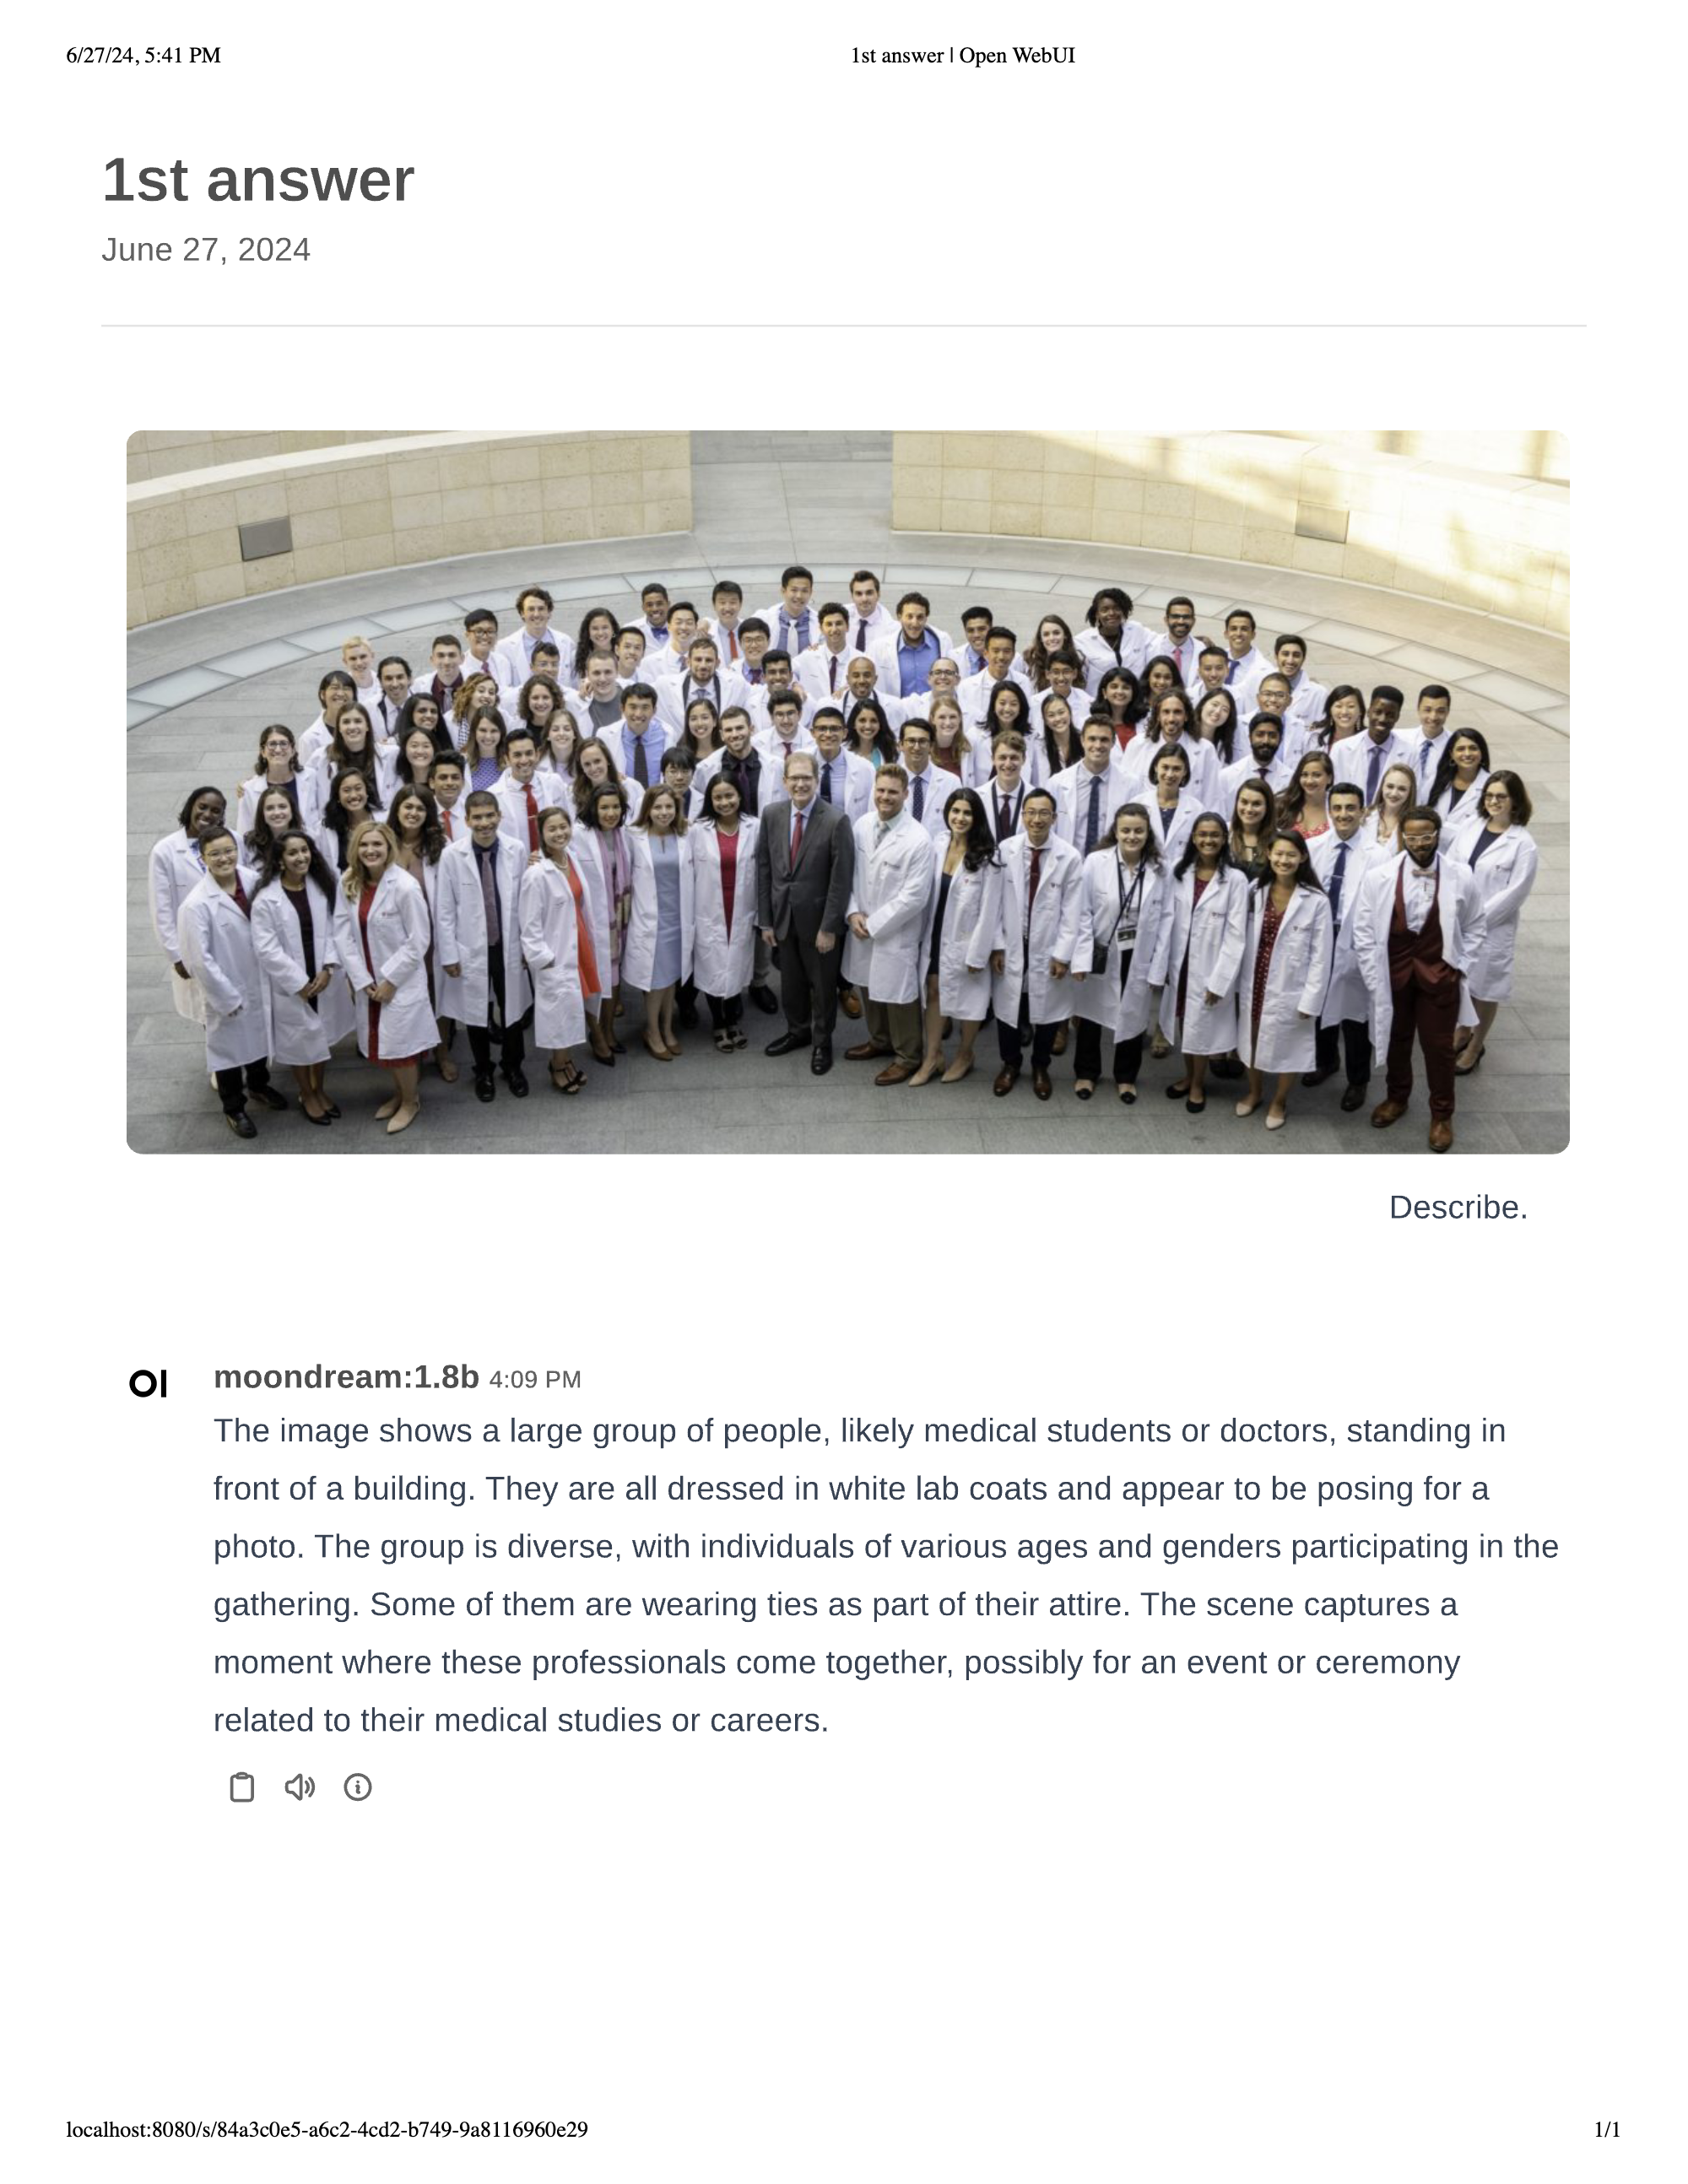 6/27/24, 5:41 PM
1st answer | Open WebUI
1st answer
June 27, 2024
Describe.
OI
moondream:1.8b 4:09 PM
The image shows a large group of people, likely medical students or doctors, standing in
front of a building. They are all dressed in white lab coats and appear to be posing for a
photo. The group is diverse, with individuals of various ages and genders participating in the
gathering. Some of them are wearing ties as part of their attire. The scene captures a
moment where these professionals come together, possibly for an event or ceremony
related to their medical studies or careers.
localhost:8080/s/84a3c0e5-a6c2-4cd2-b749-9a8116960e29
1/1